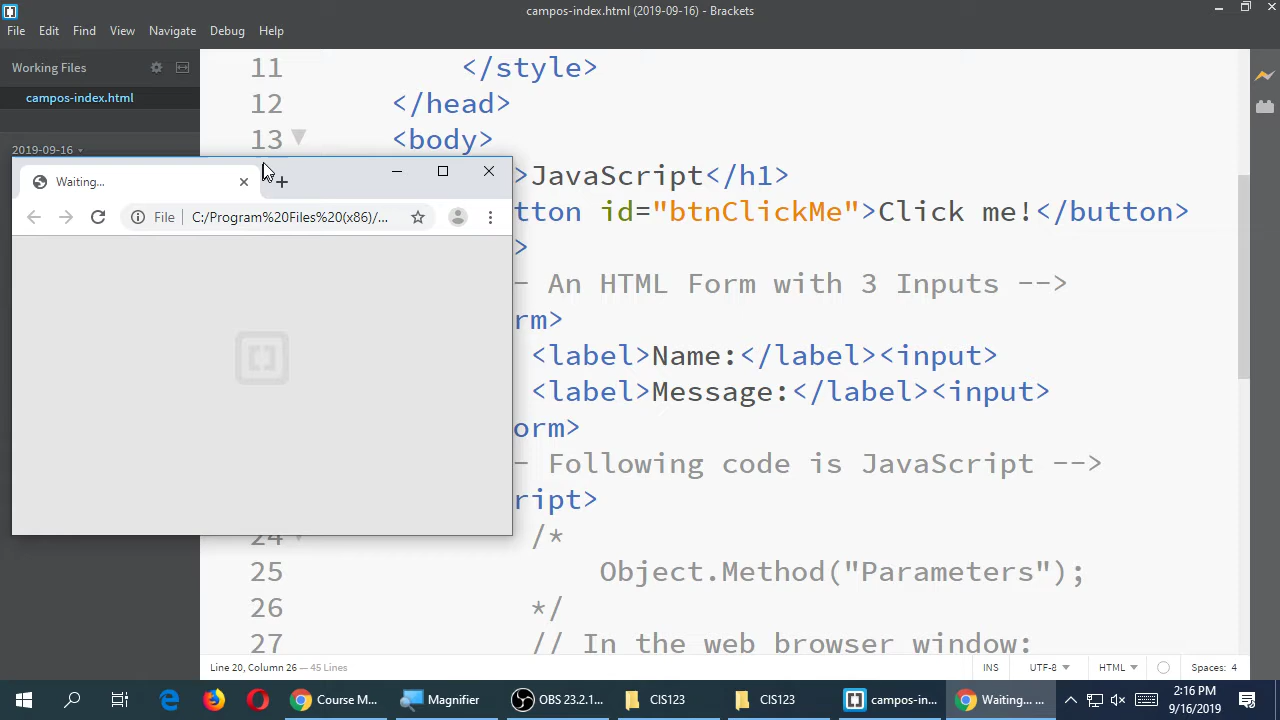 campos-index.html (2019-09-16) - Brackets
File Edit Find View Navigate Debug Help
Working Files
campos-index.html
2019-09-16
11 </style>
12 </head>
13 <body>
>JavaScript</h1>
tton id="btnClickMe">Click me!</button>
>
- An HTML Form with 3 Inputs -->
rm>
<label>Name:</label><input>
<label>Message:</label><input>
orm>
- Following code is JavaScript -->
ript>
24 /*
25 Object.Method("Parameters");
26 */
27 // In the web browser window:
Waiting...
File C:/Program%20Files%20(x86)/...
Line 20, Column 26 — 45 Lines
INS UTF-8 HTML Spaces: 4
Course M...
Magnifier
OBS 23.2.1...
CIS123
CIS123
campos-in...
Waiting... ...
2:16 PM
9/16/2019